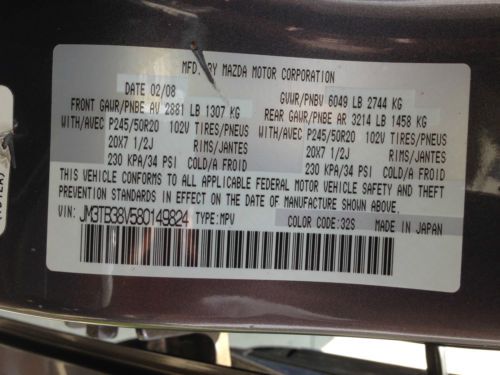 MFD. BY MAZDA MOTOR CORPORATION
DATE 02/08
GVWR/PNBV 6049 LB 2744 KG
FRONT GAWR/PNBE AV 2881 LB 1307 KG
REAR GAWR/PNBE AR 3214 LB 1458 KG
WITH/AVEC P245/50R20 102V TIRES/PNEUS
WITH/AVEC P245/50R20 102V TIRES/PNEUS
20X7 1/2J RIMS/JANTES
20X7 1/2J RIMS/JANTES
230 KPA/34 PSI COLD/A FROID
230 KPA/34 PSI COLD/A FROID
THIS VEHICLE CONFORMS TO ALL APPLICABLE FEDERAL MOTOR VEHICLE SAFETY AND THEFT
PREVENTION STANDARDS IN EFFECT ON THE DATE OF MANUFACTURE SHOWN ABOVE.
VIN: JM3TB38V580149824 TYPE: MPV
COLOR CODE: 32S MADE IN JAPAN